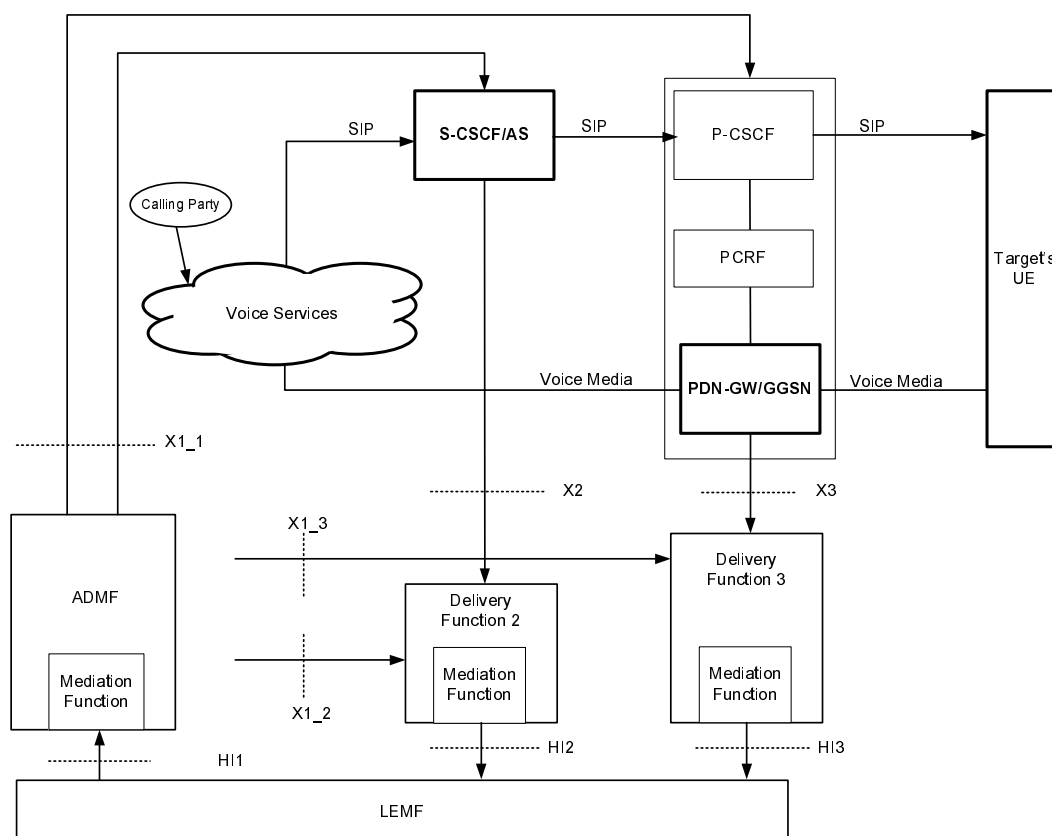 SIP
S-CSCF/AS
SIP
P-CSCF
SIP
Calling Party
PCRF
Target's
UE
Voice Services
Voice Media
PDN-GW/GGSN
Voice Media
X1_1
X2
X3
X1_3
ADMF
Delivery
Function 2
Delivery
Function 3
Mediation
Function
Mediation
Function
Mediation
Function
X1_2
HI1
HI2
HI3
LEMF